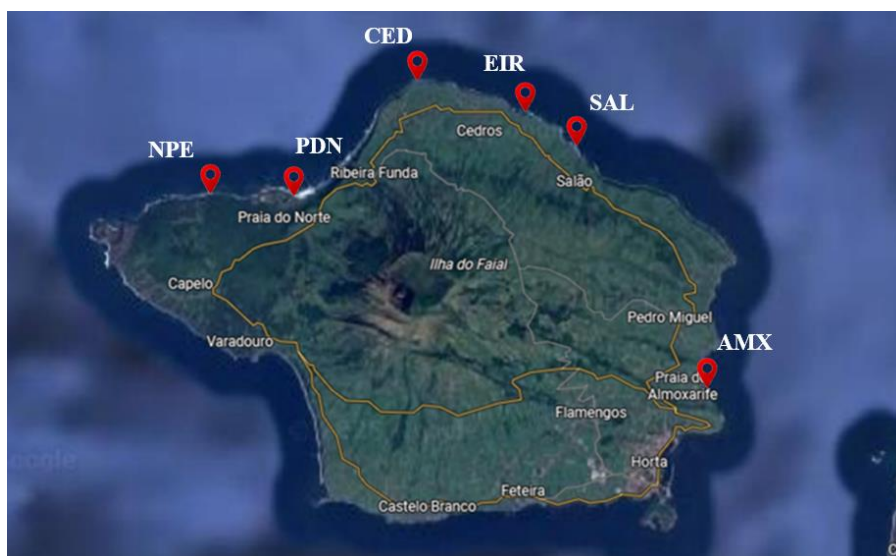 CED
EIR
SAL
NPE
PDN
Cedros
Ribeira Funda
Salão
Praia do Norte
Ilha do Faial
Capelo
Pedro Miguel
Varadouro
AMX
Praia do
Almoxarife
Flamengos
Horta
Feteira
Castelo Branco